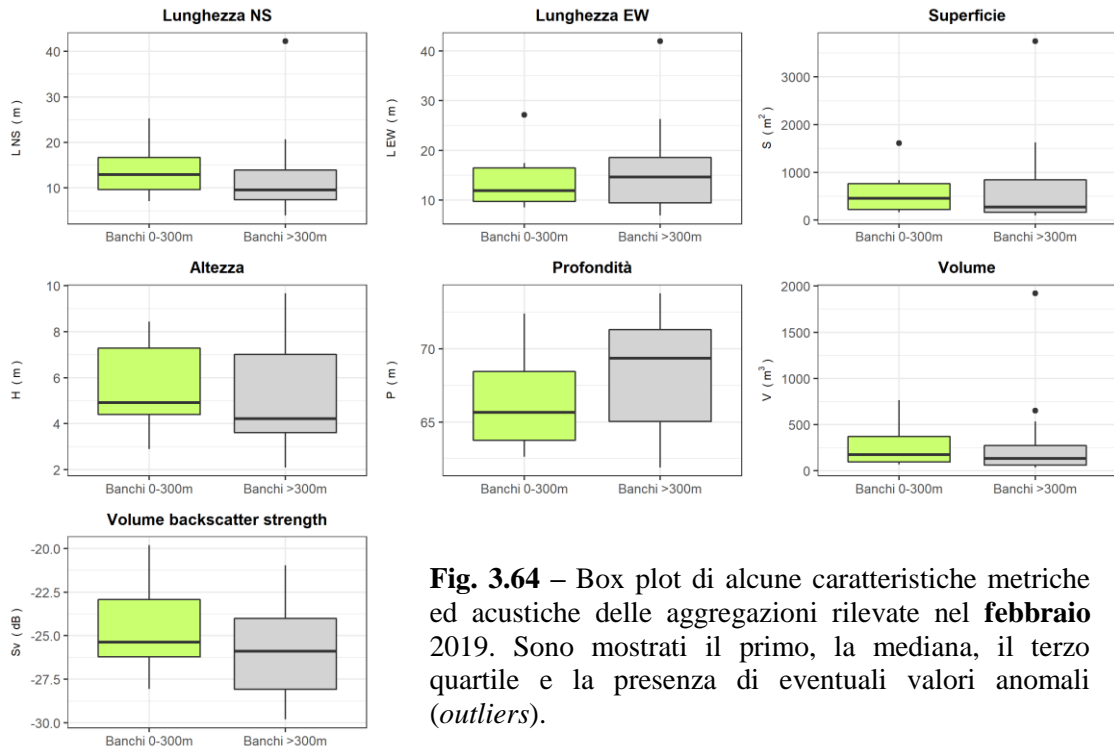 Lunghezza NS
L NS ( m )
40
30
20
10
Banchi 0-300m Banchi >300m
Lunghezza EW
L EW ( m )
40
30
20
10
Banchi 0-300m Banchi >300m
Superficie
S ( m²)
3000
2000
1000
0
Banchi 0-300m Banchi >300m
Altezza
H ( m )
10
8
6
4
2
Banchi 0-300m Banchi >300m
Profondità
P ( m )
70
65
Banchi 0-300m Banchi >300m
Volume
V ( m³)
2000
1500
1000
500
0
Banchi 0-300m Banchi >300m
Volume backscatter strength
Sv ( dB )
-20.0
-22.5
-25.0
-27.5
-30.0
Banchi 0-300m Banchi >300m
Fig. 3.64 – Box plot di alcune caratteristiche metriche
ed acustiche delle aggregazioni rilevate nel febbraio
2019. Sono mostrati il primo, la mediana, il terzo
quartile e la presenza di eventuali valori anomali
(outliers).